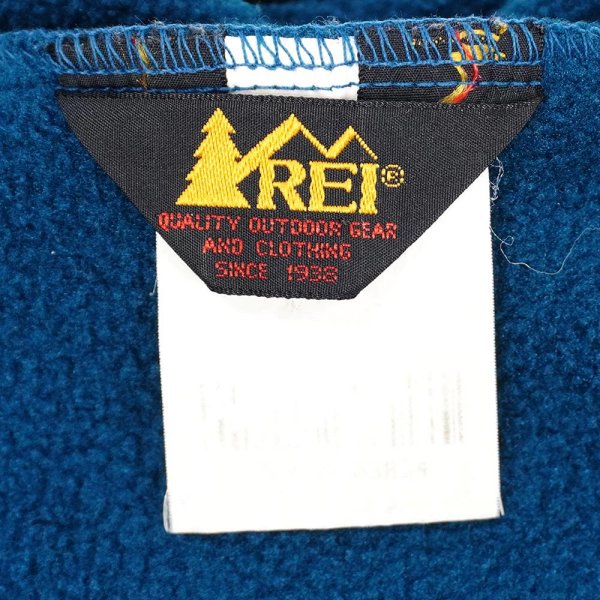 REI®
QUALITY OUTDOOR GEAR
AND CLOTHING
SINCE 1938